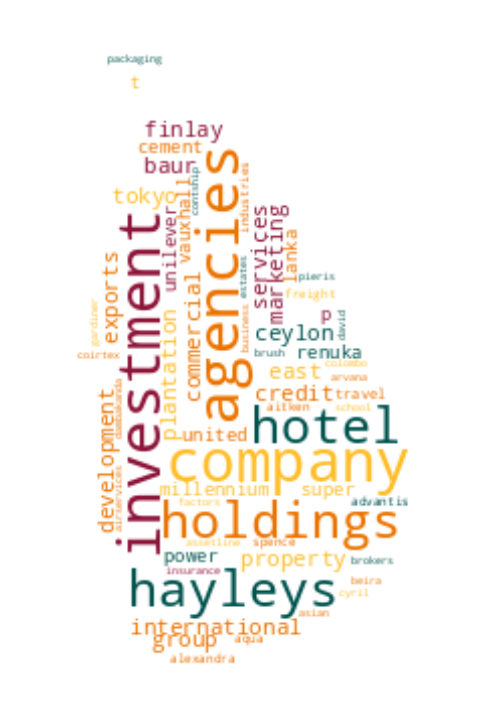 packaging
t
finlay
cement
baur
agencies
contship
industries
tokyo
vauxhall
unilever
investment
services
marketing
lanka
exports
estates
pieris
commercial
freight
gardiner
business
plantation
p
david
ceylon
coirtex
brush
renuka
east
colombo
arvana
dambakanda
development
credit
travel
aitken
school
united
hotel
company
airservices
millennium
super
factors
advantis
holdings
assetline
spence
power
property
brokers
insurance
hayleys
beira
cyril
asian
international
group
aqua
alexandra